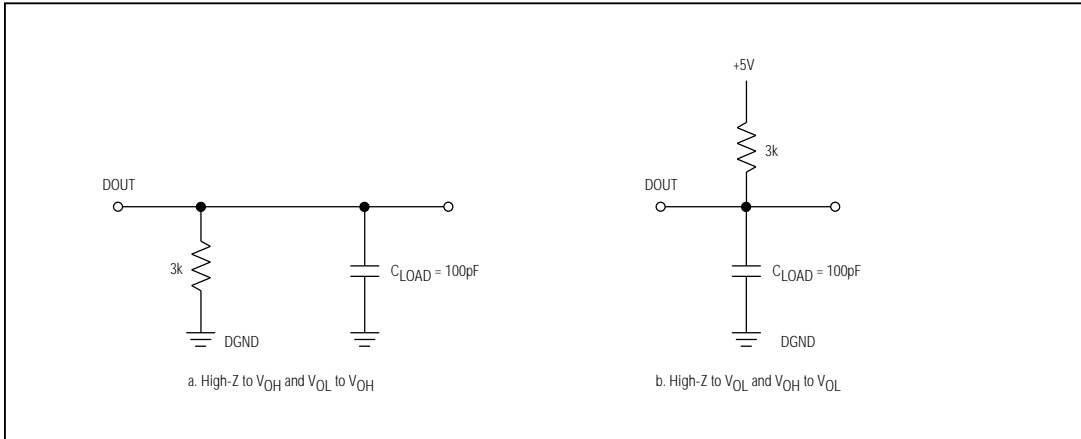 DOUT
3k
CLOAD = 100pF
DGND
a. High-Z to VOH and VOL to VOH
+5V
3k
DOUT
CLOAD = 100pF
DGND
b. High-Z to VOL and VOH to VOL